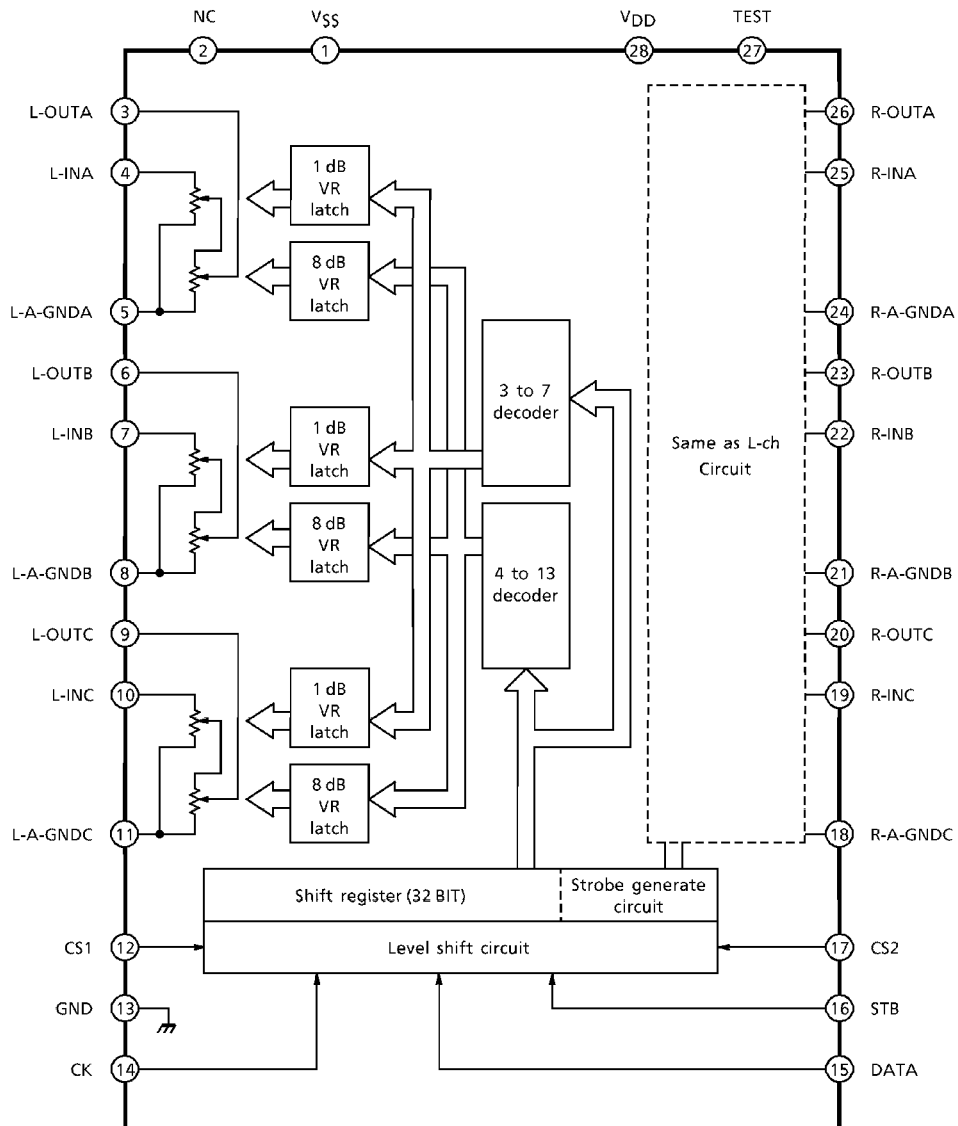 NC
VSS
VDD
TEST
2
1
28
27
L-OUTA
3
26
R-OUTA
L-INA
4
25
R-INA
1 dB
VR
latch
8 dB
VR
latch
L-A-GNDA
5
24
R-A-GNDA
L-OUTB
6
23
R-OUTB
3 to 7
decoder
L-INB
7
22
R-INB
1 dB
VR
latch
Same as L-ch
Circuit
8 dB
VR
latch
4 to 13
decoder
L-A-GNDB
8
21
R-A-GNDB
L-OUTC
9
20
R-OUTC
L-INC
10
19
R-INC
1 dB
VR
latch
8 dB
VR
latch
L-A-GNDC
11
18
R-A-GNDC
Shift register (32 BIT)
Strobe generate
circuit
CS1
12
Level shift circuit
17
CS2
GND
13
16
STB
CK
14
15
DATA